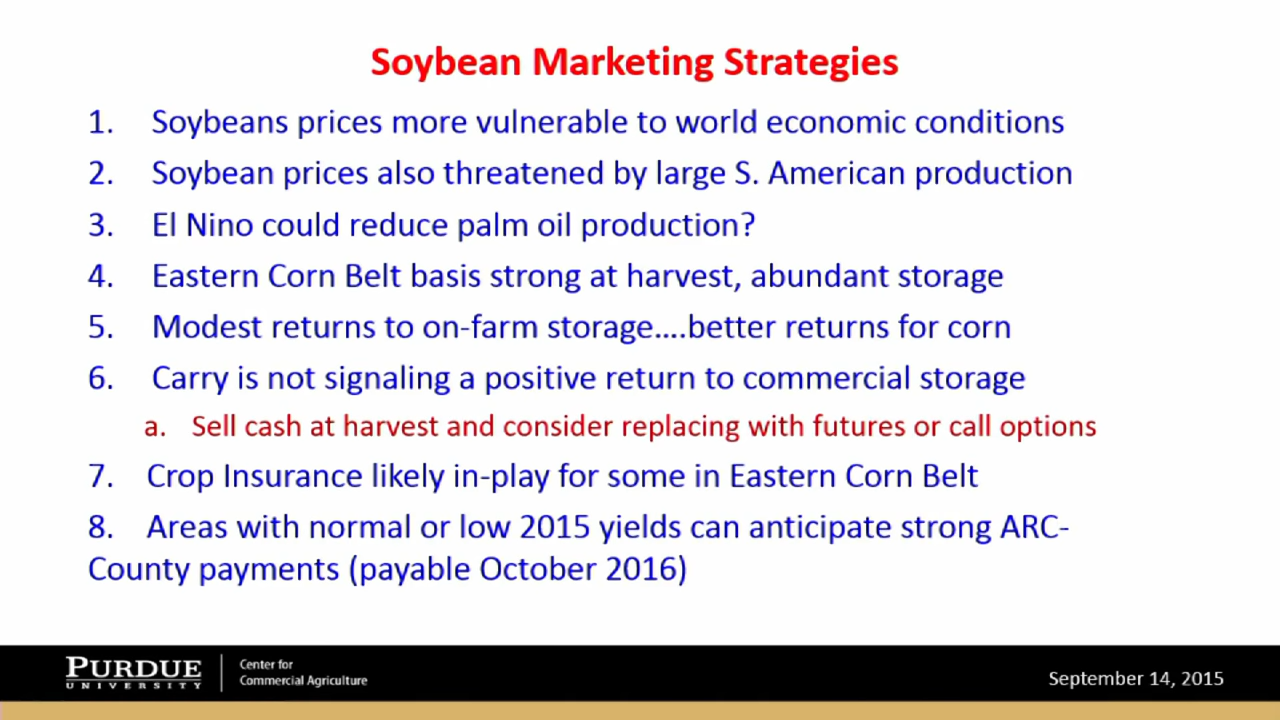 Soybean Marketing Strategies
1. Soybeans prices more vulnerable to world economic conditions
2. Soybean prices also threatened by large S. American production
3. El Nino could reduce palm oil production?
4. Eastern Corn Belt basis strong at harvest, abundant storage
5. Modest returns to on-farm storage....better returns for corn
6. Carry is not signaling a positive return to commercial storage
a. Sell cash at harvest and consider replacing with futures or call options
7. Crop Insurance likely in-play for some in Eastern Corn Belt
8. Areas with normal or low 2015 yields can anticipate strong ARC-
County payments (payable October 2016)
PURDUE
UNIVERSITY
Center for
Commercial Agriculture
September 14, 2015